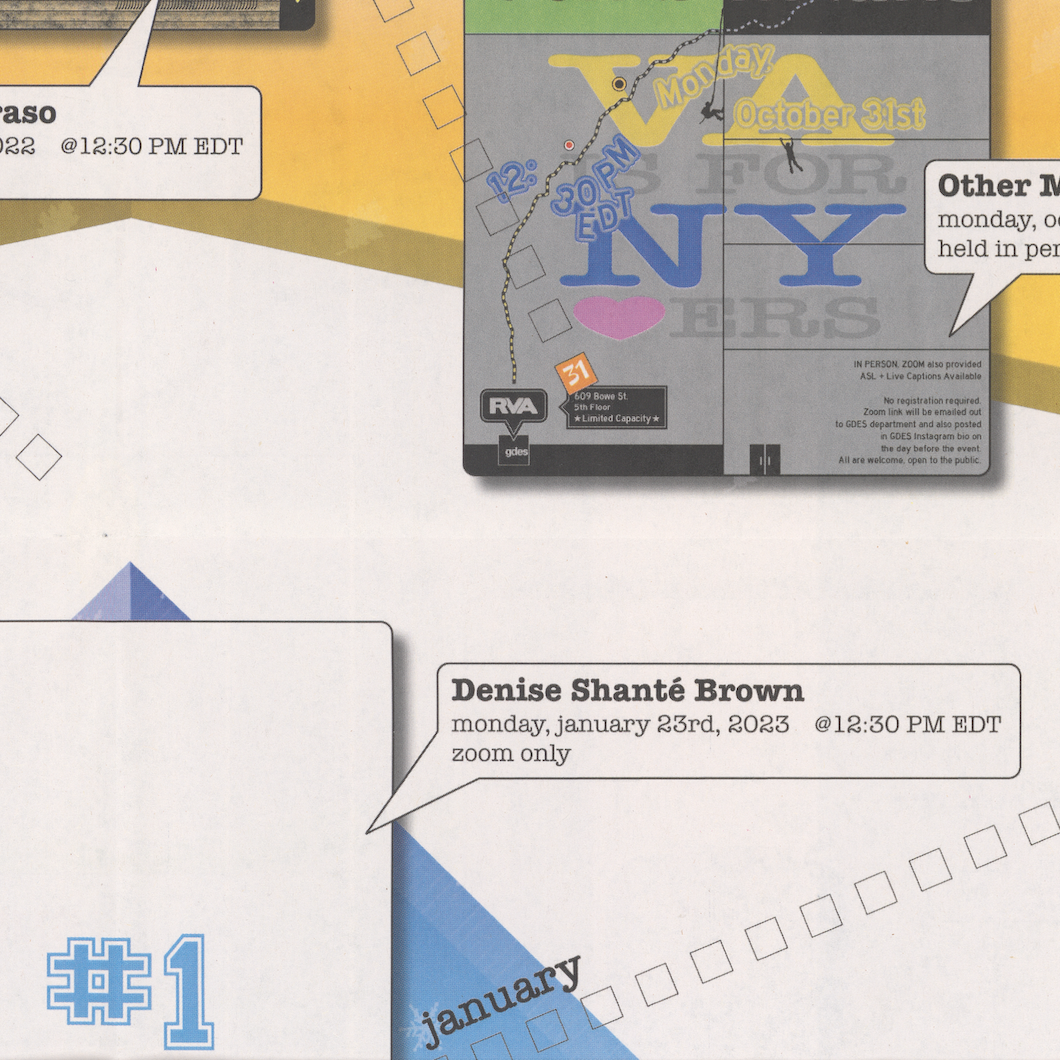 022 @12:30 PM EDT
Monday,
October 31st
VA
IS FOR
12:
30 PM
EDT
NY
ERS
Other M
monday, oc
held in per
IN PERSON, ZOOM also provided
ASL + Live Captions Available
31
RVA
609 Bowe St.
5th Floor
★Limited Capacity★
gdes
No registration required.
Zoom link will be emailed out
to GDES department and also posted
in GDES Instagram bio on
the day before the event.
All are welcome, open to the public.
Denise Shanté Brown
monday, january 23rd, 2023 @12:30 PM EDT
zoom only
#1
january